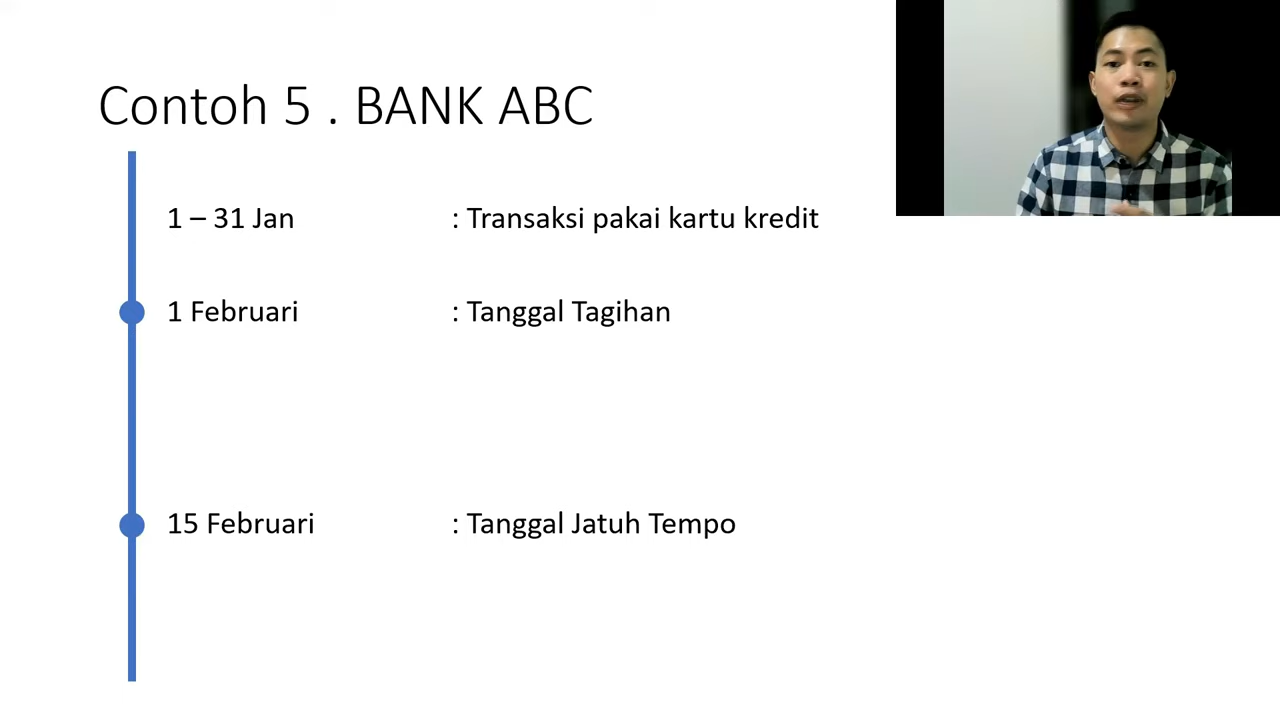 Contoh 5 . BANK ABC
1 – 31 Jan : Transaksi pakai kartu kredit
1 Februari : Tanggal Tagihan
15 Februari : Tanggal Jatuh Tempo